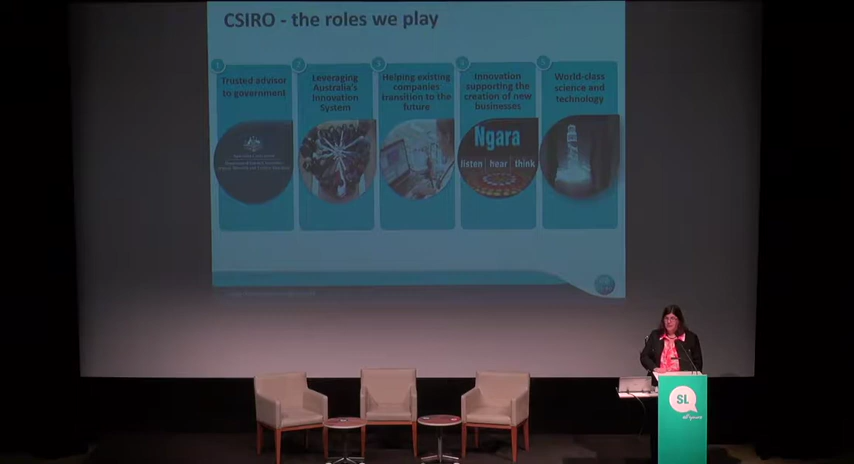 CSIRO - the roles we play
1
Trusted advisor
to government
2
Leveraging
Australia's
Innovation
System
3
Helping existing
companies
transition to the
future
4
Innovation
supporting the
creation of new
businesses
Ngara
listen | hear | think
5
World-class
science and
technology
SL